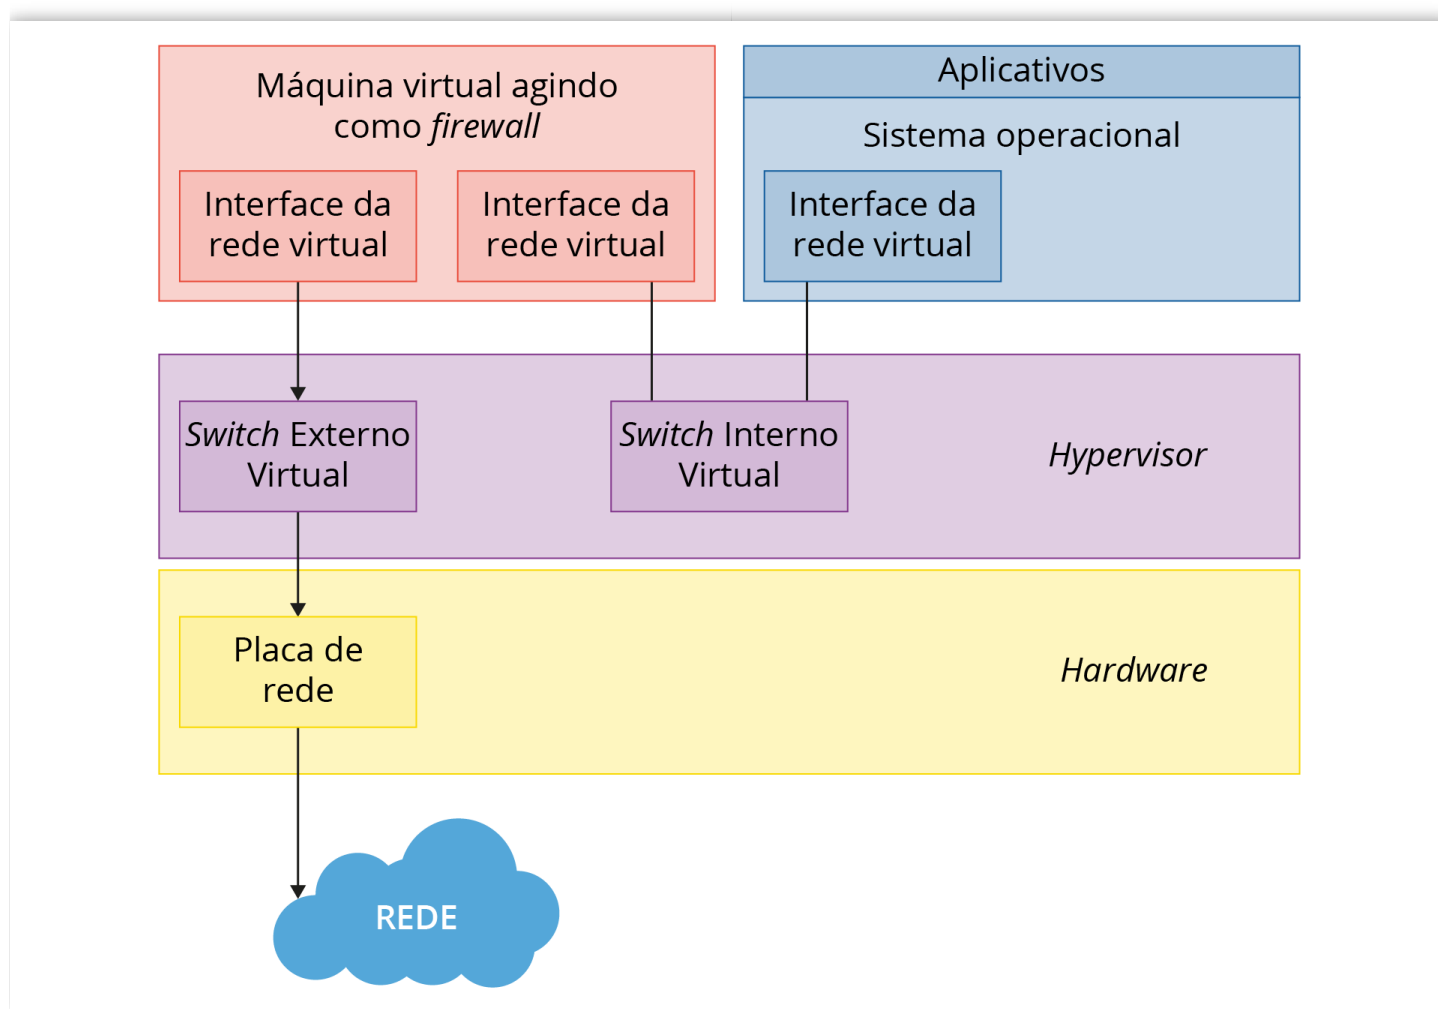 Máquina virtual agindo
como firewall
Interface da
rede virtual
Interface da
rede virtual
Aplicativos
Sistema operacional
Interface da
rede virtual
Switch Externo
Virtual
Switch Interno
Virtual
Hypervisor
Placa de
rede
Hardware
REDE